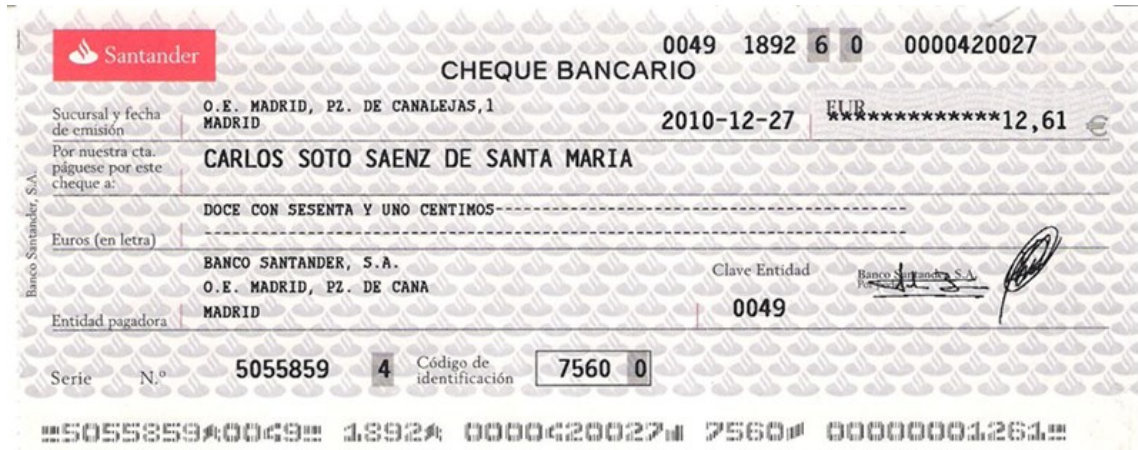 Santander
0049 1892 6 0 0000420027
CHEQUE BANCARIO
Sucursal y fecha
de emisión
O.E. MADRID, PZ. DE CANALEJAS,1
MADRID
2010-12-27
EUR
*************12,61 €
Por nuestra cta.
páguese por este
cheque a:
CARLOS SOTO SAENZ DE SANTA MARIA
DOCE CON SESENTA Y UNO CENTIMOS--------------------------------------------
Euros (en letra)
BANCO SANTANDER, S.A.
O.E. MADRID, PZ. DE CANA
MADRID
Entidad pagadora
Clave Entidad
0049
Banco Santander, S.A.
Banco Santander, S.A.
Serie N.º 5055859 4
Código de
identificación
7560 0
5055859 0049 1892 0000420027 7560 00000001261